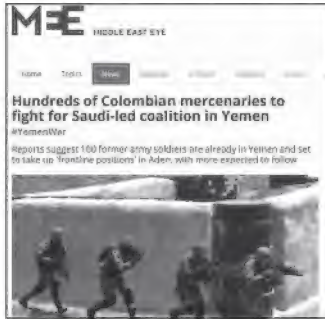 MEE MIDDLE EAST EYE
Home Topics News
Hundreds of Colombian mercenaries to
fight for Saudi-led coalition in Yemen
#YemenWar
Reports suggest 100 former army soldiers are already in Yemen and set
to take up 'frontline positions' in Aden, with more expected to follow